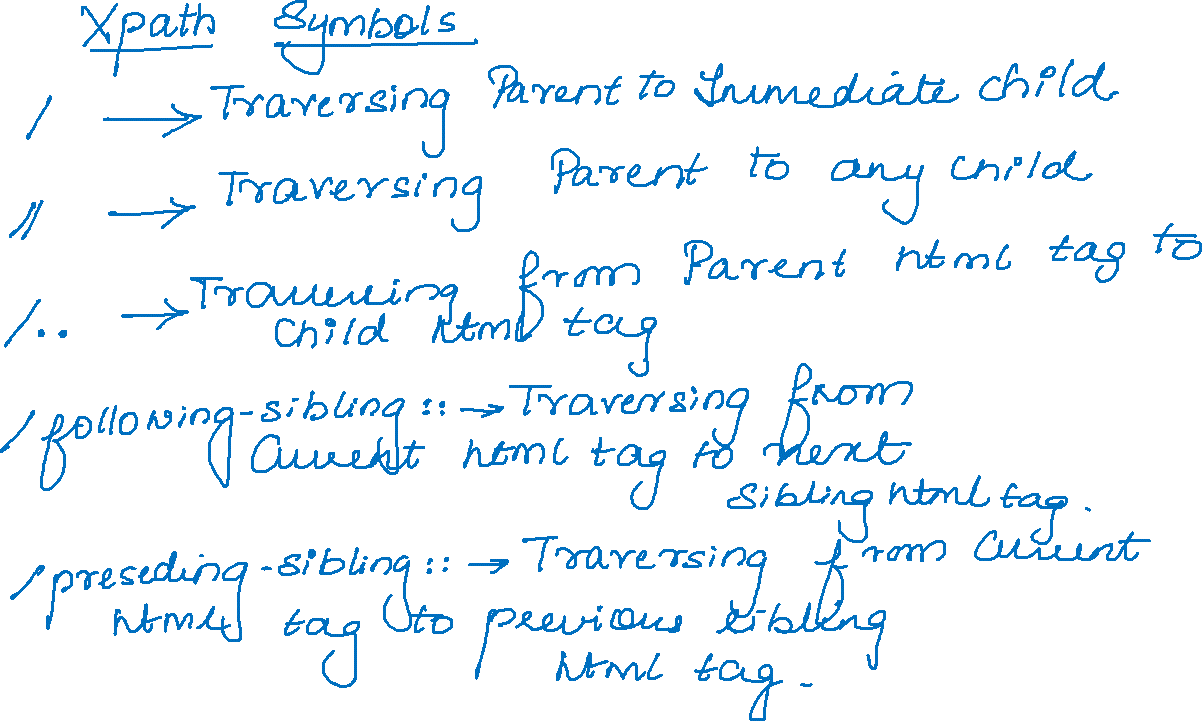 Xpath Symbols
/ → Traversing Parent to Immediate child
// → Traversing Parent to any child
/.. → Traversing from Parent html tag to
child html tag
/following-sibling :: → Traversing from
Current html tag to next
sibling html tag.
/preseding-sibling :: → Traversing from Current
html tag to previous sibling
html tag.